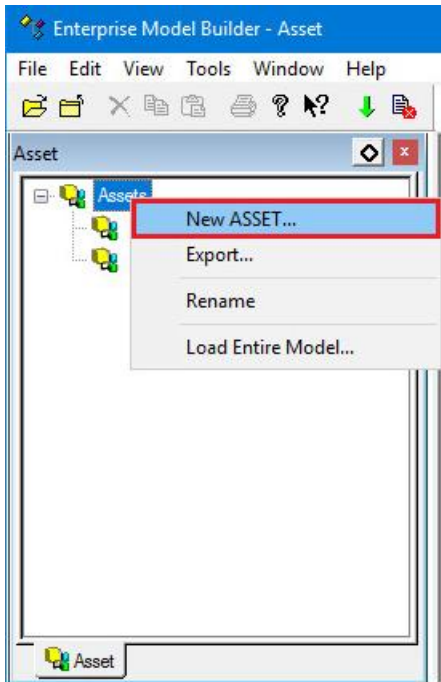 Enterprise Model Builder - Asset
File Edit View Tools Window Help
Asset
Assets
New ASSET...
Export...
Rename
Load Entire Model...
Asset